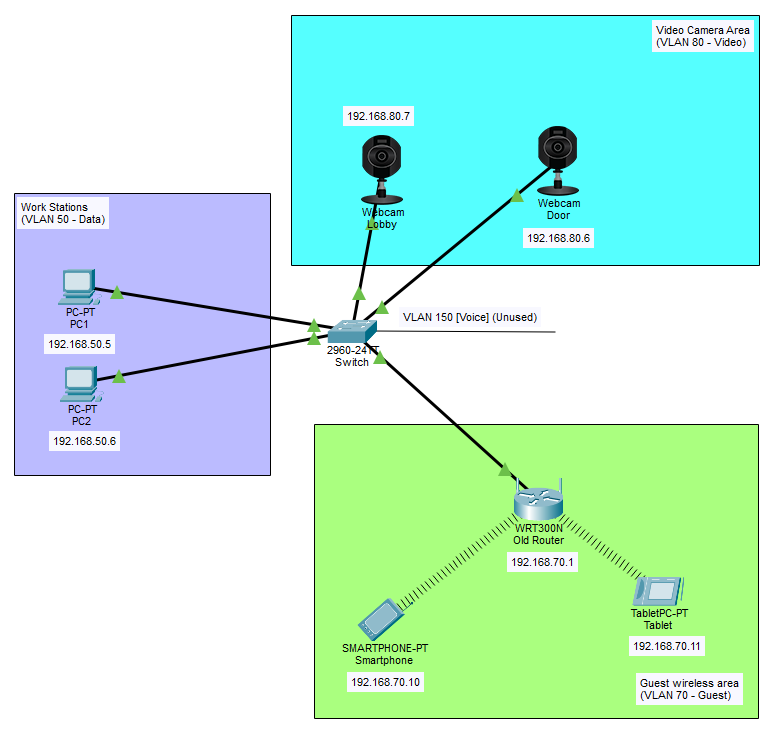 Video Camera Area
(VLAN 80 - Video)
192.168.80.7
Webcam
Lobby
Webcam
Door
192.168.80.6
Work Stations
(VLAN 50 - Data)
PC-PT
PC1
192.168.50.5
PC-PT
PC2
192.168.50.6
VLAN 150 [Voice] (Unused)
2960-24TT
Switch
WRT300N
Old Router
192.168.70.1
SMARTPHONE-PT
Smartphone
192.168.70.10
TabletPC-PT
Tablet
192.168.70.11
Guest wireless area
(VLAN 70 - Guest)